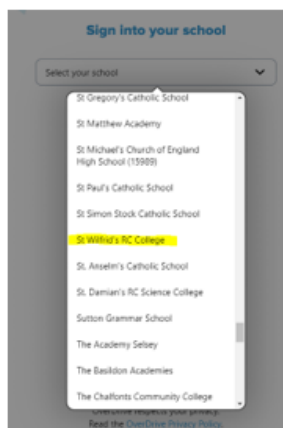 Sign into your school
Select your school
St Gregory's Catholic School
St Matthew Academy
St Michael's Church of England
High School (15989)
St Paul's Catholic School
St Simon Stock Catholic School
St Wilfrid's RC College
St. Anselm's Catholic School
St. Damian's RC Science College
Sutton Grammar School
The Academy Selsey
The Basildon Academies
The Chalfonts Community College
OverDrive respects your privacy.
Read the OverDrive Privacy Policy.